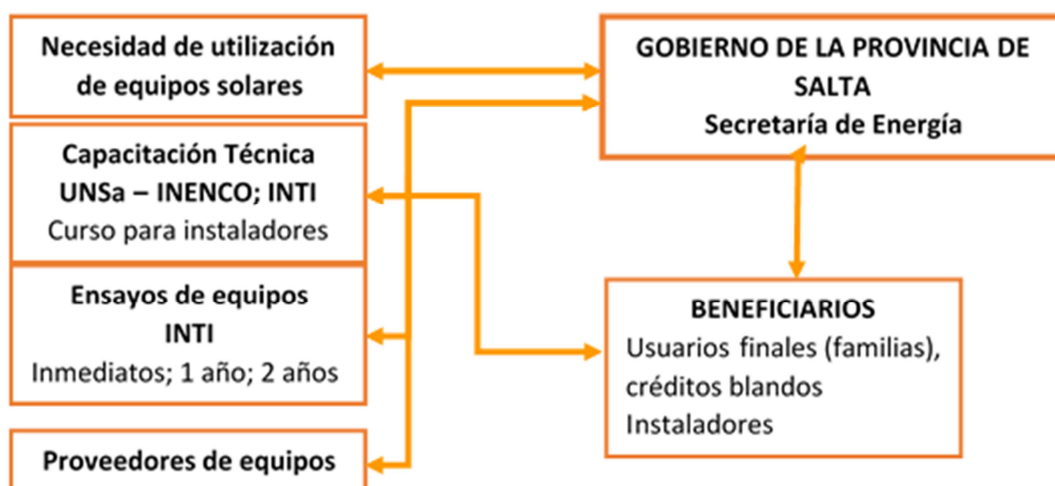 Necesidad de utilización
de equipos solares
Capacitación Técnica
UNSa – INENCO; INTI
Curso para instaladores
Ensayos de equipos
INTI
Inmediatos; 1 año; 2 años
Proveedores de equipos
GOBIERNO DE LA PROVINCIA DE
SALTA
Secretaría de Energía
BENEFICIARIOS
Usuarios finales (familias),
créditos blandos
Instaladores